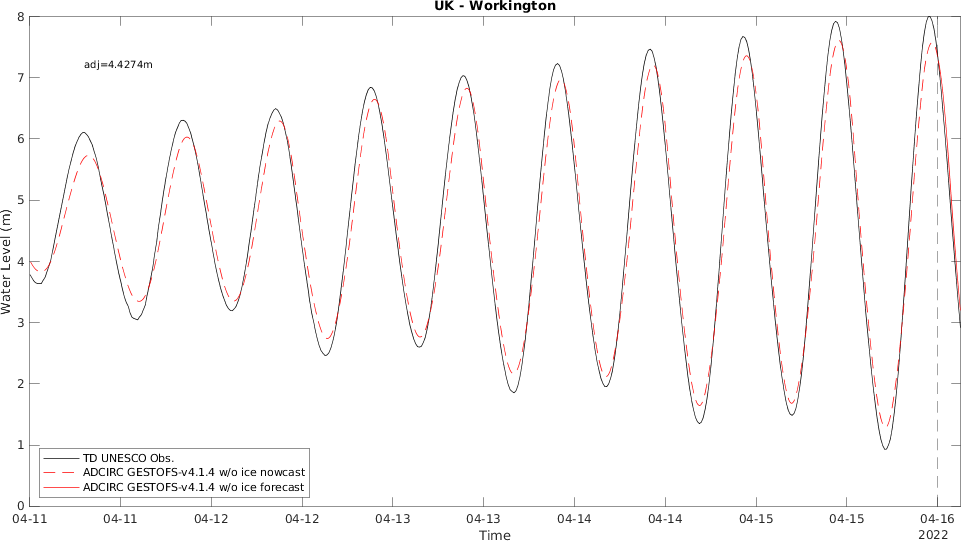 UK - Workington
8
adj=4.4274m
7
6
5
4
3
2
1
0
Water Level (m)
TD UNESCO Obs.
ADCIRC GESTOFS-v4.1.4 w/o ice nowcast
ADCIRC GESTOFS-v4.1.4 w/o ice forecast
04-11 04-11 04-12 04-12 04-13 04-13 04-14 04-14 04-15 04-15 04-16
Time 2022